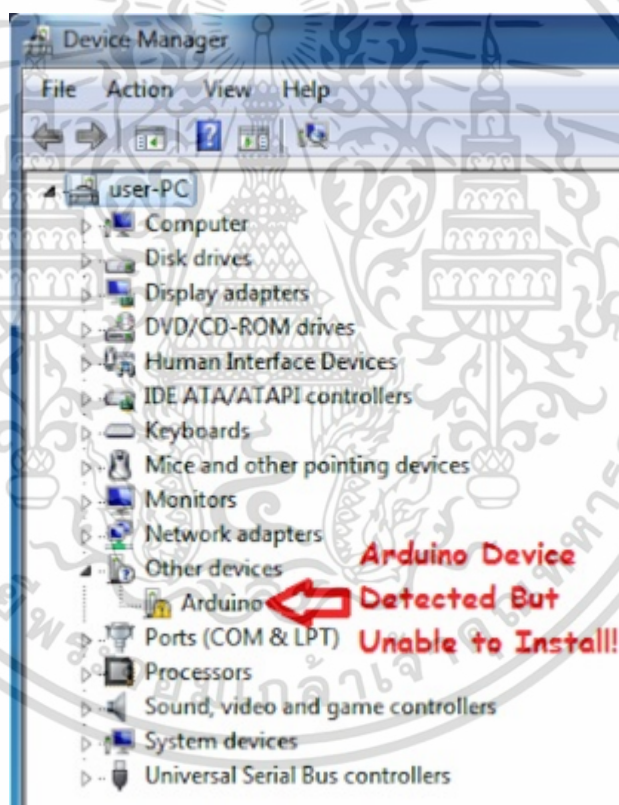 Device Manager
File Action View Help
user-PC
Computer
Disk drives
Display adapters
DVD/CD-ROM drives
Human Interface Devices
IDE ATA/ATAPI controllers
Keyboards
Mice and other pointing devices
Monitors
Network adapters
Other devices
Arduino
Arduino Device
Detected But
Unable to Install!
Ports (COM & LPT)
Processors
Sound, video and game controllers
System devices
Universal Serial Bus controllers